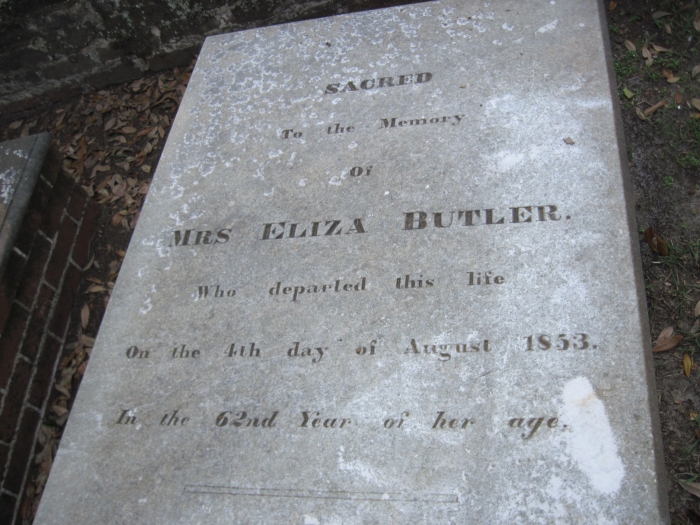 SACRED
To the Memory
Of
MRS ELIZA BUTLER.
Who departed this life
On the 4th day of August 1853.
In the 62nd Year of her age.